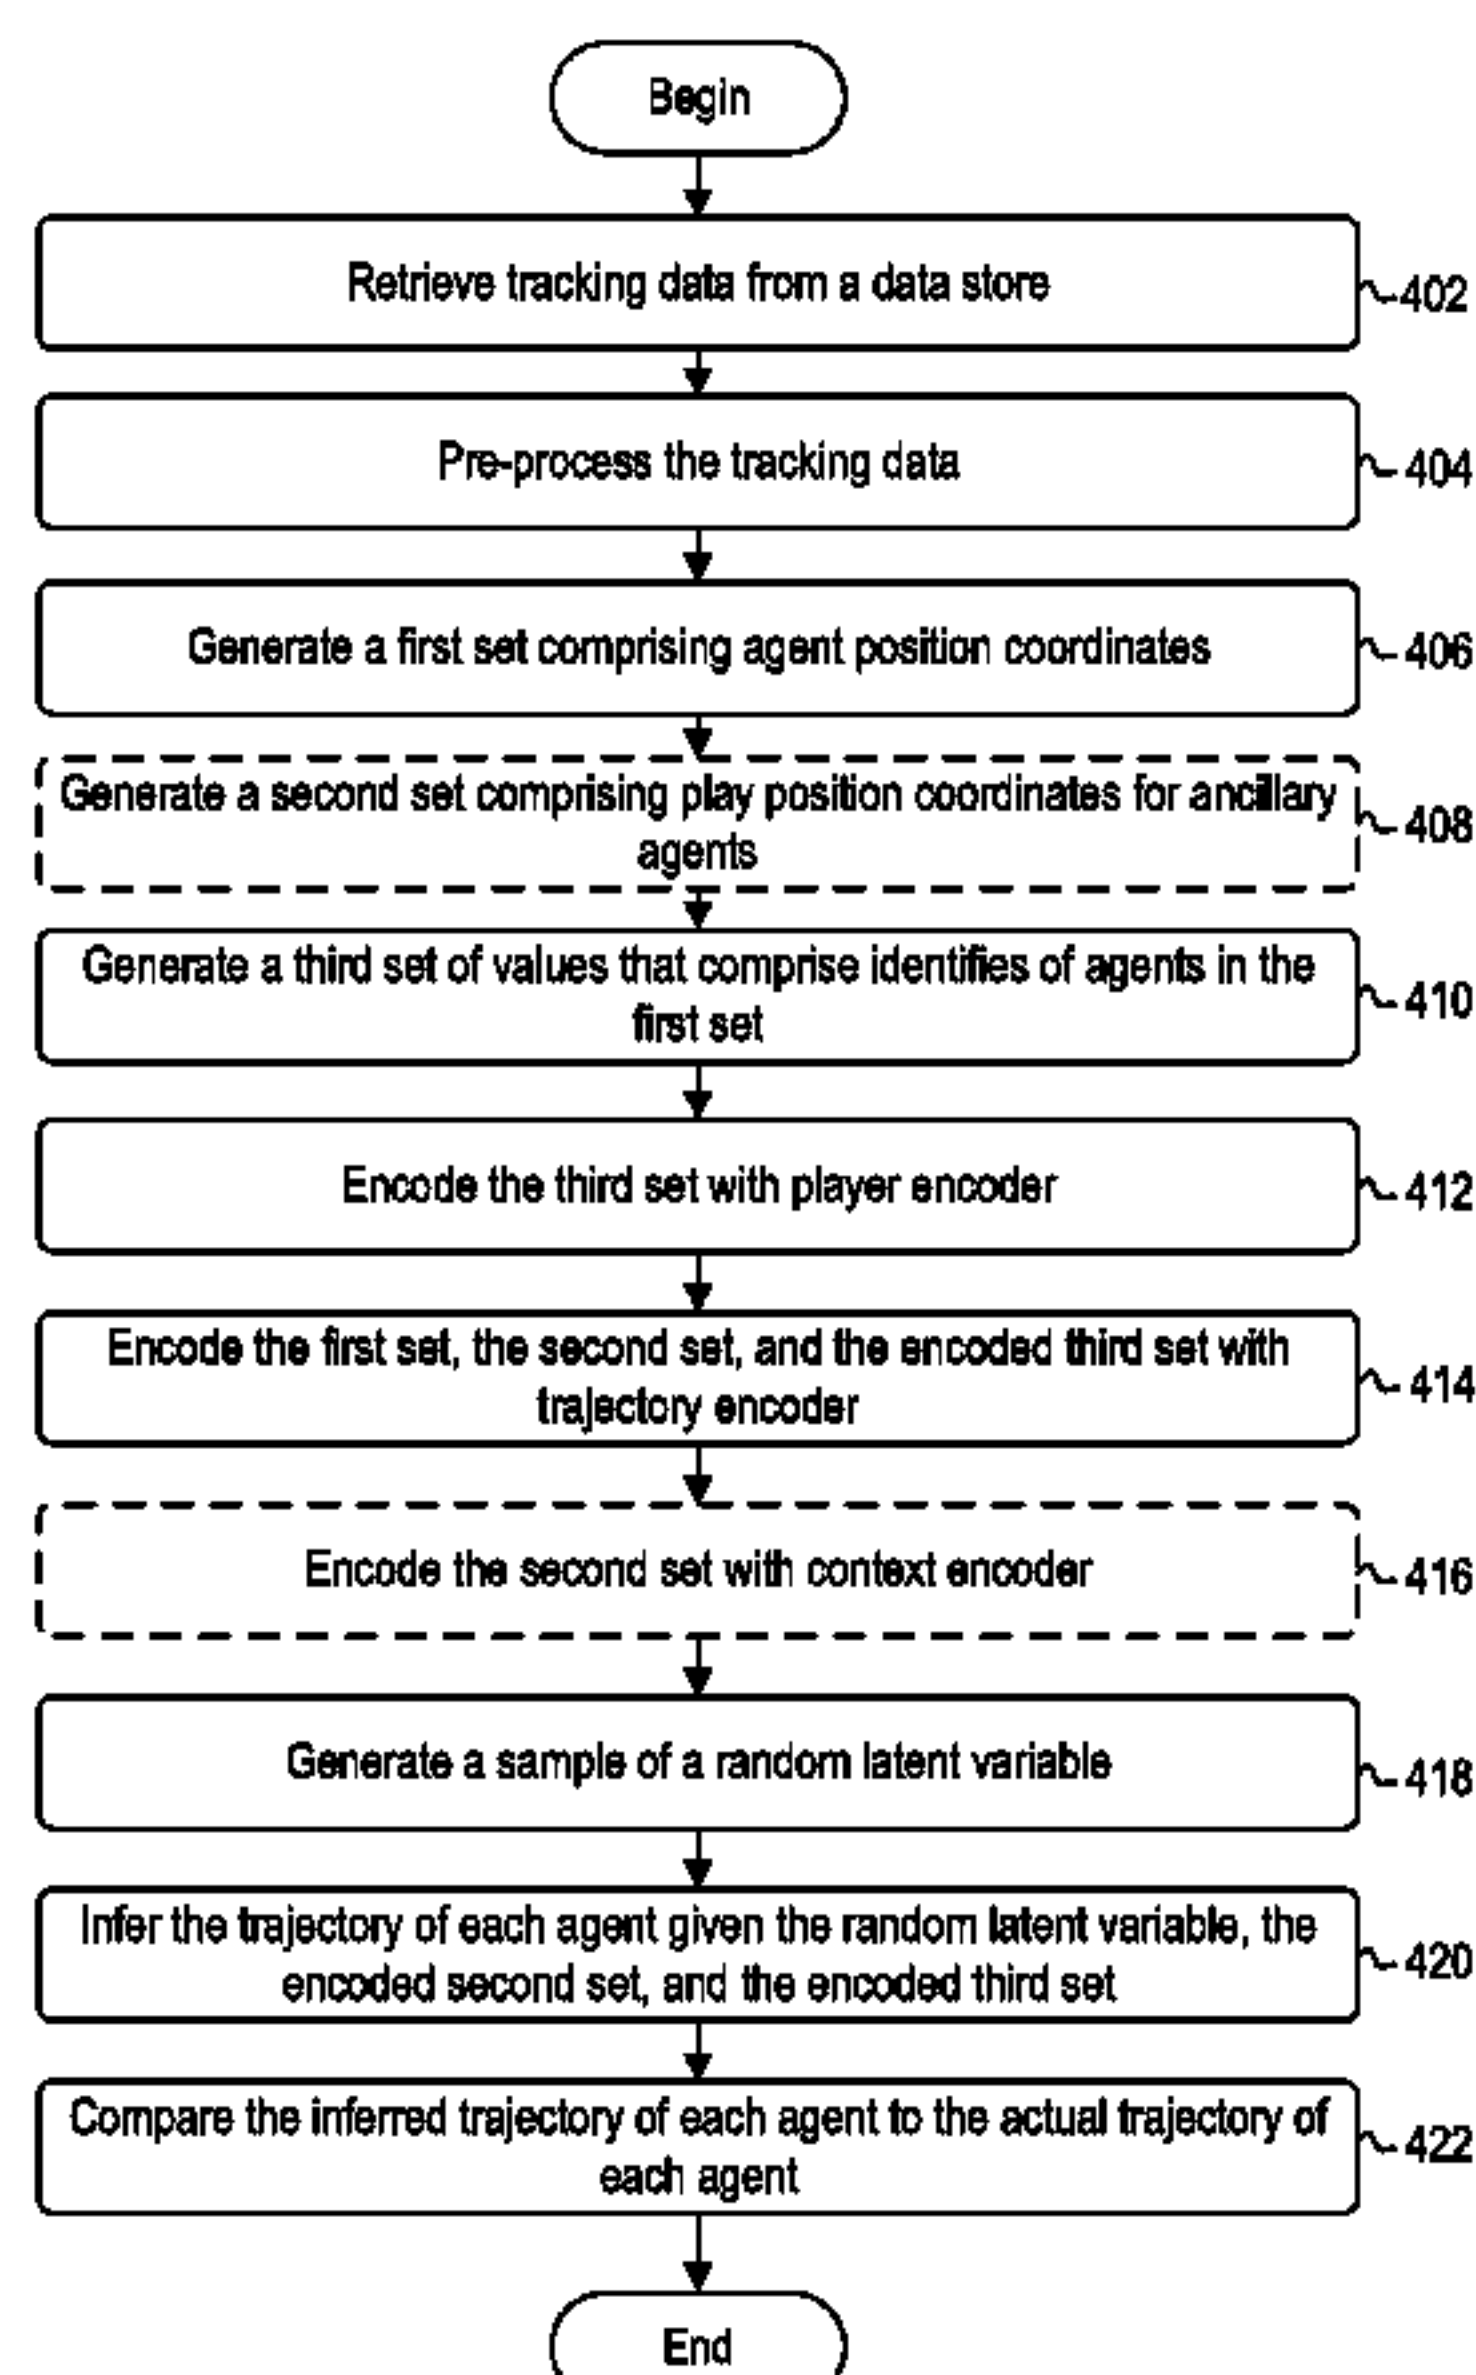 Begin
Retrieve tracking data from a data store
402
Pre-process the tracking data
404
Generate a first set comprising agent position coordinates
406
Generate a second set comprising play position coordinates for ancillary
agents
408
Generate a third set of values that comprise identifies of agents in the
first set
410
Encode the third set with player encoder
412
Encode the first set, the second set, and the encoded third set with
trajectory encoder
414
Encode the second set with context encoder
416
Generate a sample of a random latent variable
418
Infer the trajectory of each agent given the random latent variable, the
encoded second set, and the encoded third set
420
Compare the inferred trajectory of each agent to the actual trajectory of
each agent
422
End